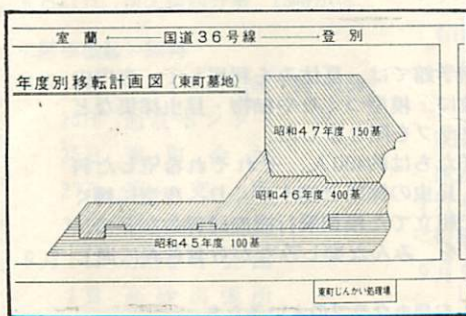 室蘭←国道36号線→登別
年度別移転計画図(東町墓地)
昭和47年度 150基
昭和46年度 400基
昭和45年度 100基
東町じんかい処理場